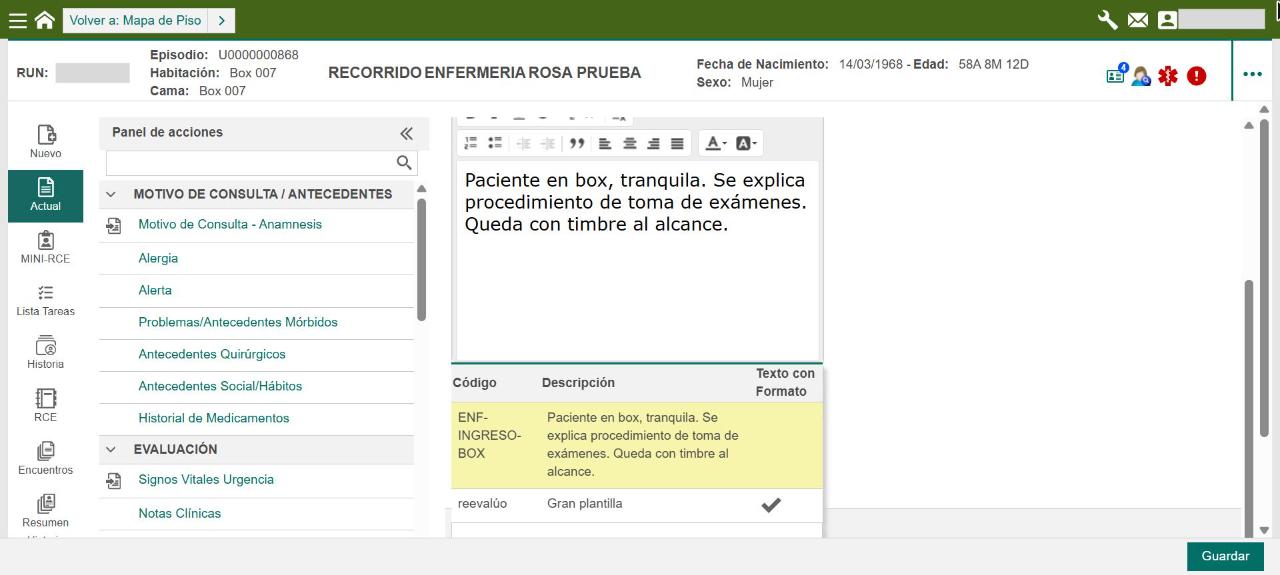 Volver a: Mapa de Piso
RUN:
Episodio: U0000000868
Habitación: Box 007
Cama: Box 007
RECORRIDO ENFERMERIA ROSA PRUEBA
Fecha de Nacimiento: 14/03/1968 - Edad: 58A 8M 12D
Sexo: Mujer
4
Nuevo
Actual
MINI-RCE
Lista Tareas
Historia
RCE
Encuentros
Resumen
Panel de acciones
MOTIVO DE CONSULTA / ANTECEDENTES
Motivo de Consulta - Anamnesis
Alergia
Alerta
Problemas/Antecedentes Mórbidos
Antecedentes Quirúrgicos
Antecedentes Social/Hábitos
Historial de Medicamentos
EVALUACIÓN
Signos Vitales Urgencia
Notas Clínicas
Paciente en box, tranquila. Se explica
procedimiento de toma de exámenes.
Queda con timbre al alcance.
Código Descripción Texto con
Formato
ENF-
INGRESO-
BOX
Paciente en box, tranquila. Se
explica procedimiento de toma de
exámenes. Queda con timbre al
alcance.
reevalúo Gran plantilla
Guardar